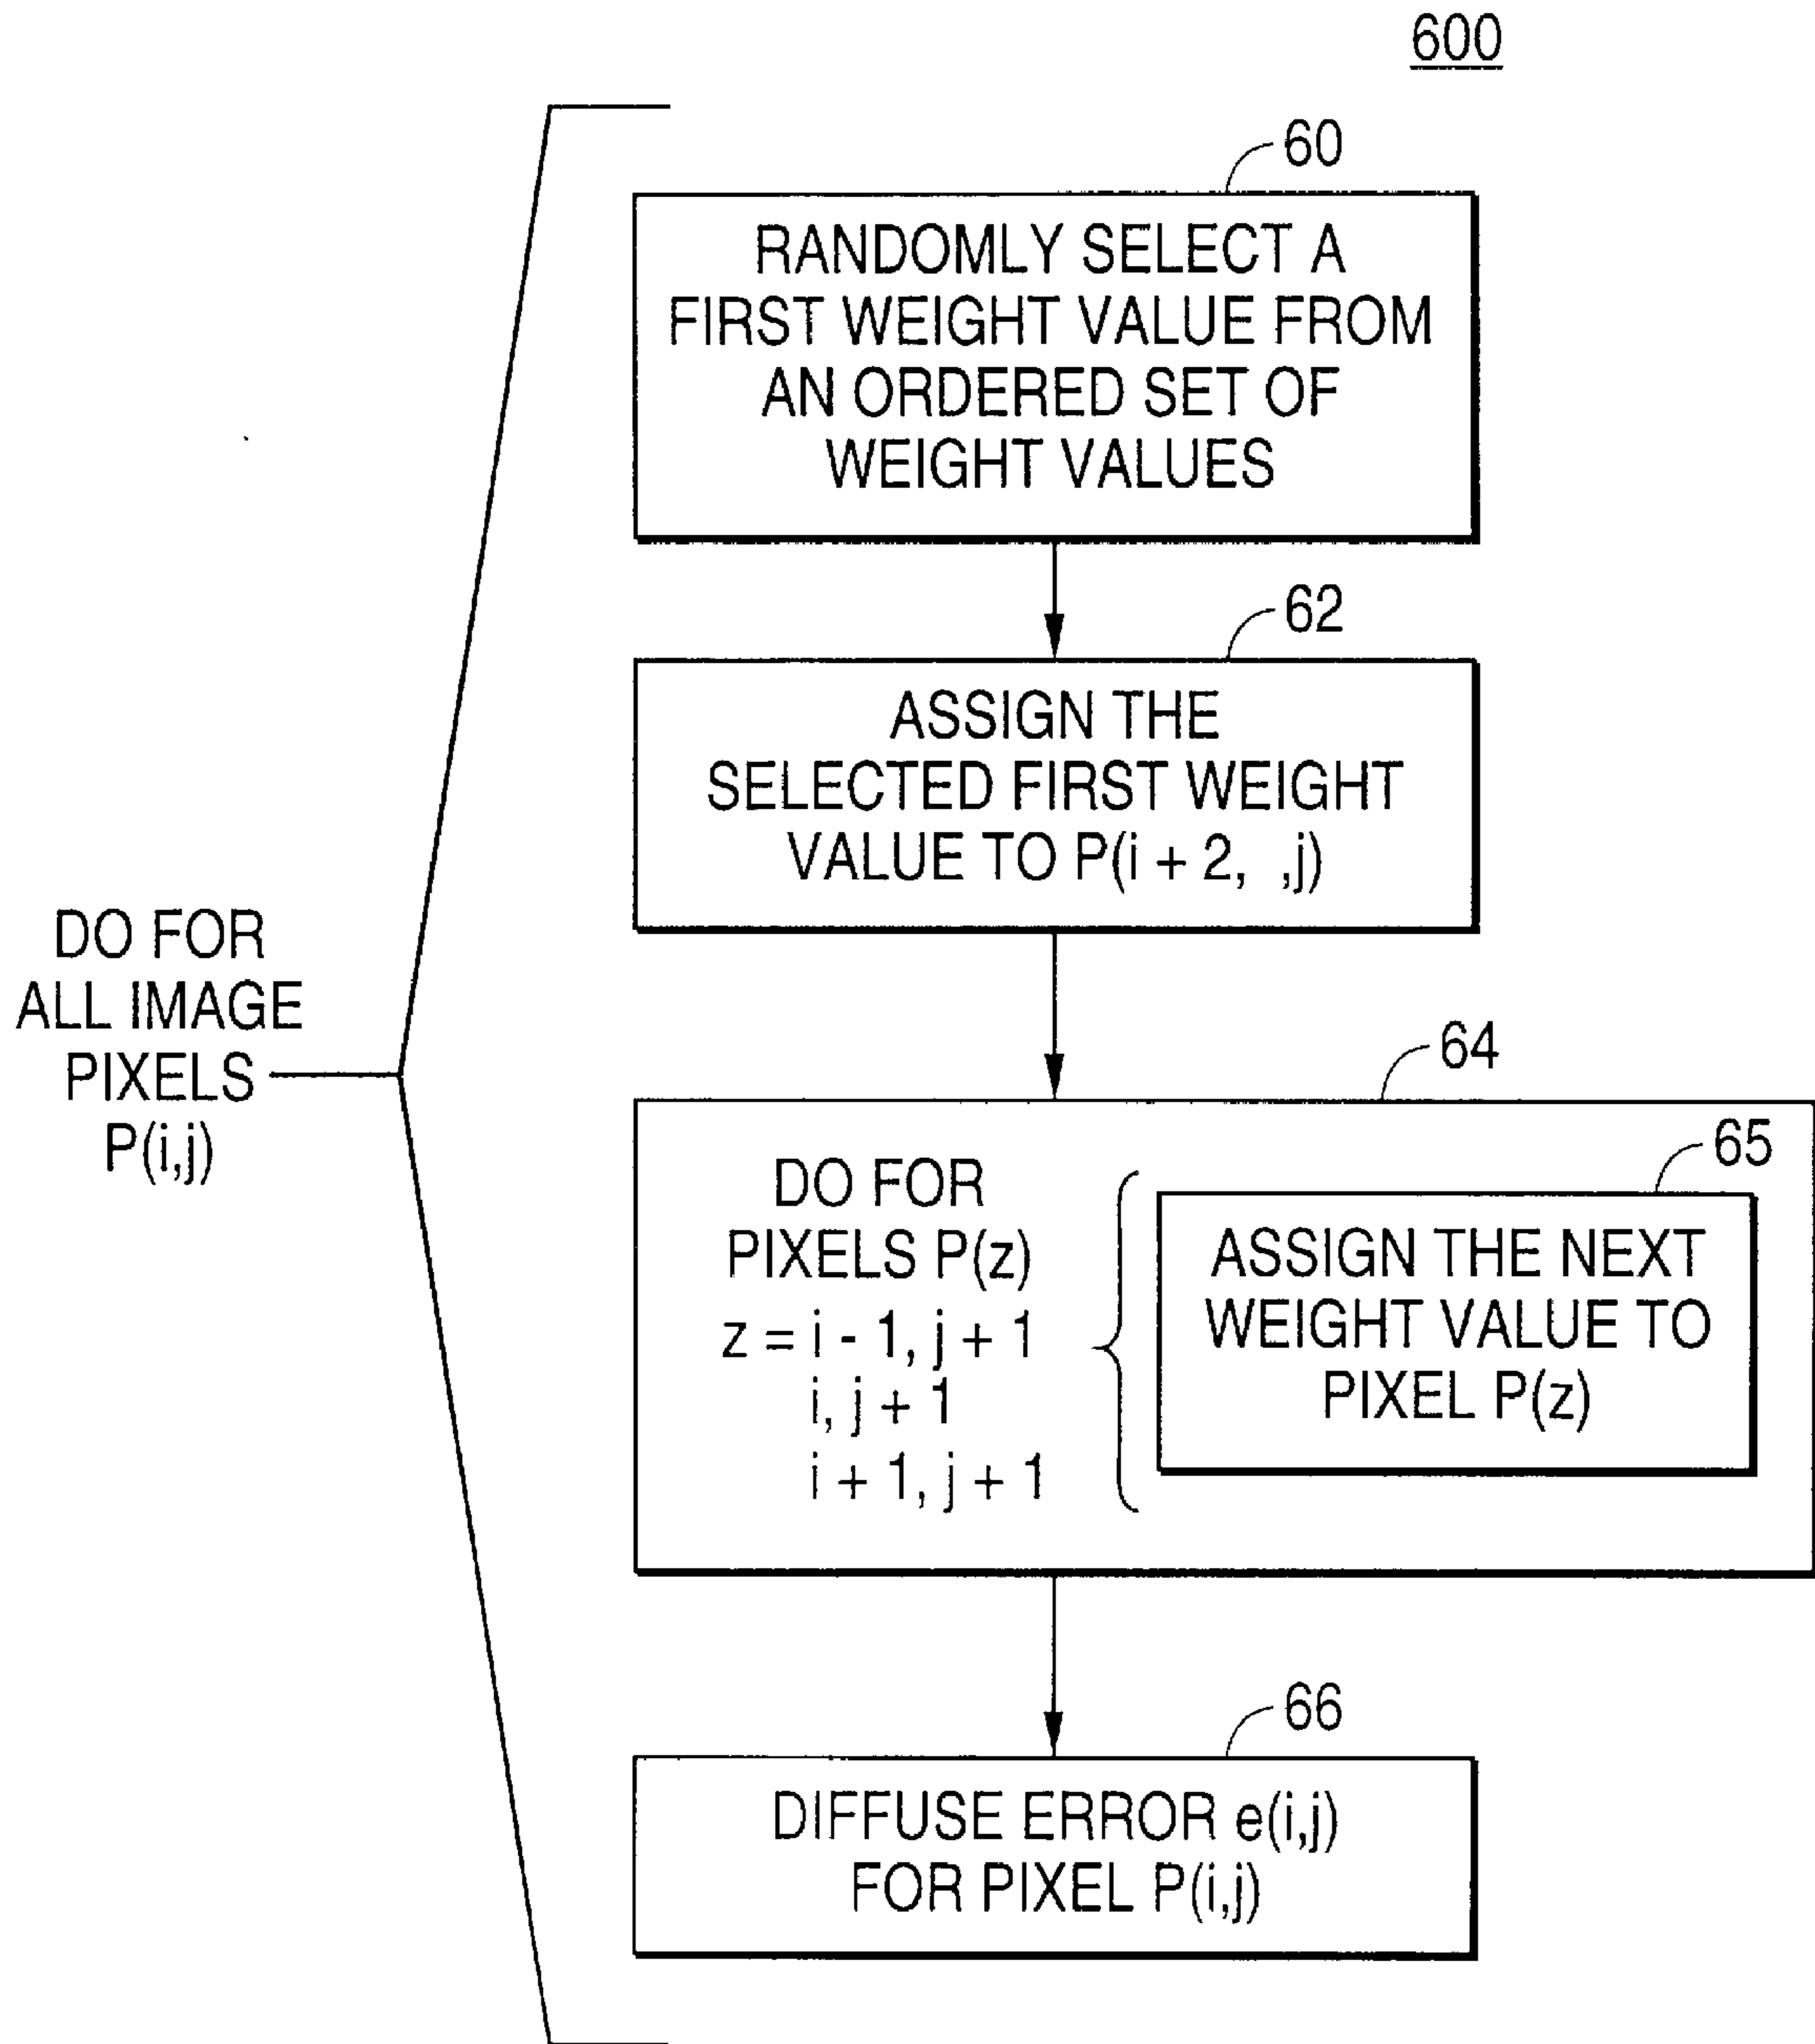 600
60
RANDOMLY SELECT A
FIRST WEIGHT VALUE FROM
AN ORDERED SET OF
WEIGHT VALUES
62
ASSIGN THE
SELECTED FIRST WEIGHT
VALUE TO P(i + 2, ,j)
DO FOR
ALL IMAGE
PIXELS
P(i,j)
64
DO FOR
PIXELS P(z)
z = i - 1, j + 1
i, j + 1
i + 1, j + 1
65
ASSIGN THE NEXT
WEIGHT VALUE TO
PIXEL P(z)
66
DIFFUSE ERROR e(i,j)
FOR PIXEL P(i,j)